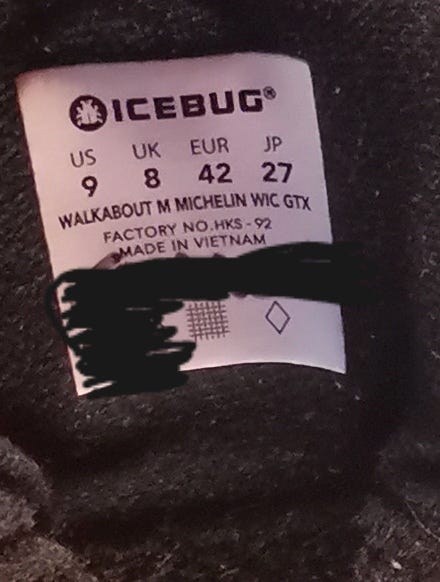 ICEBUG®
US UK EUR JP
9 8 42 27
WALKABOUT M MICHELIN WIC GTX
FACTORY NO.HKS-92
MADE IN VIETNAM